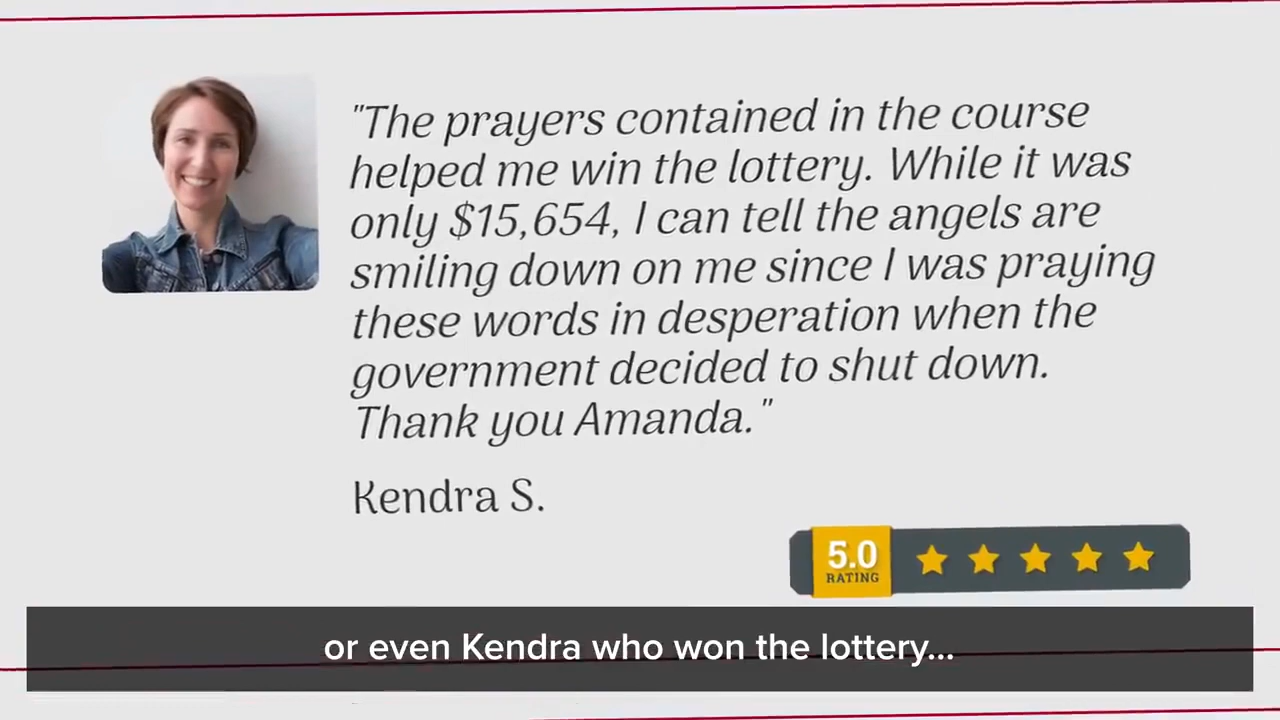 "The prayers contained in the course
helped me win the lottery. While it was
only $15,654, I can tell the angels are
smiling down on me since I was praying
these words in desperation when the
government decided to shut down.
Thank you Amanda."
Kendra S.
5.0
RATING
or even Kendra who won the lottery...